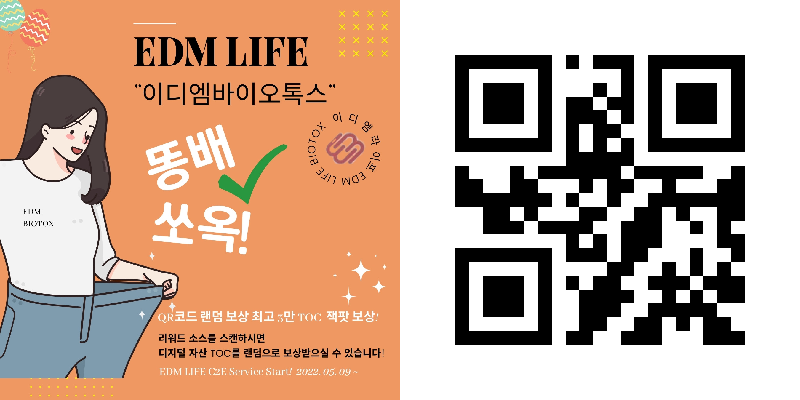 EDM LIFE
"이디엠바이오톡스"
이디엠라이프 EDM LIFE BIOTOX
똥배
쏘옥!
EDM
BIOTOX
QR코드 랜덤 보상 최고 5만 TOC 잭팟 보상!
리워드 소스를 스캔하시면
디지털 자산 TOC를 랜덤으로 보상받으실 수 있습니다!
EDM LIFE C2E Service Start! 2022. 05. 09 ~